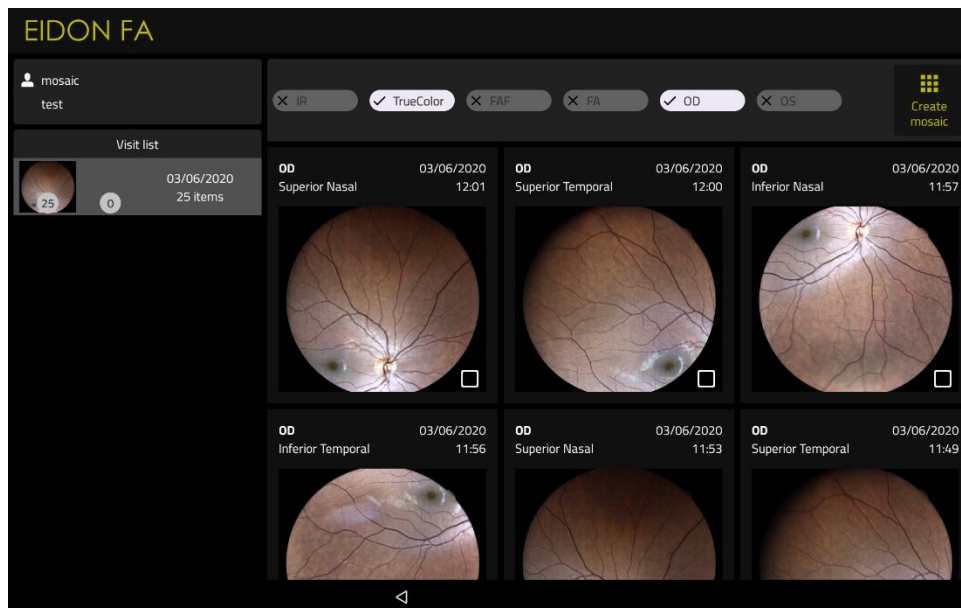 EIDON FA
mosaic
test
Visit list
03/06/2020
25 items
25
0
IR
TrueColor
FAF
FA
OD
OS
Create
mosaic
OD 03/06/2020
Superior Nasal 12:01
OD 03/06/2020
Superior Temporal 12:00
OD 03/06/2020
Inferior Nasal 11:57
OD 03/06/2020
Inferior Temporal 11:56
OD 03/06/2020
Superior Nasal 11:53
OD 03/06/2020
Superior Temporal 11:49